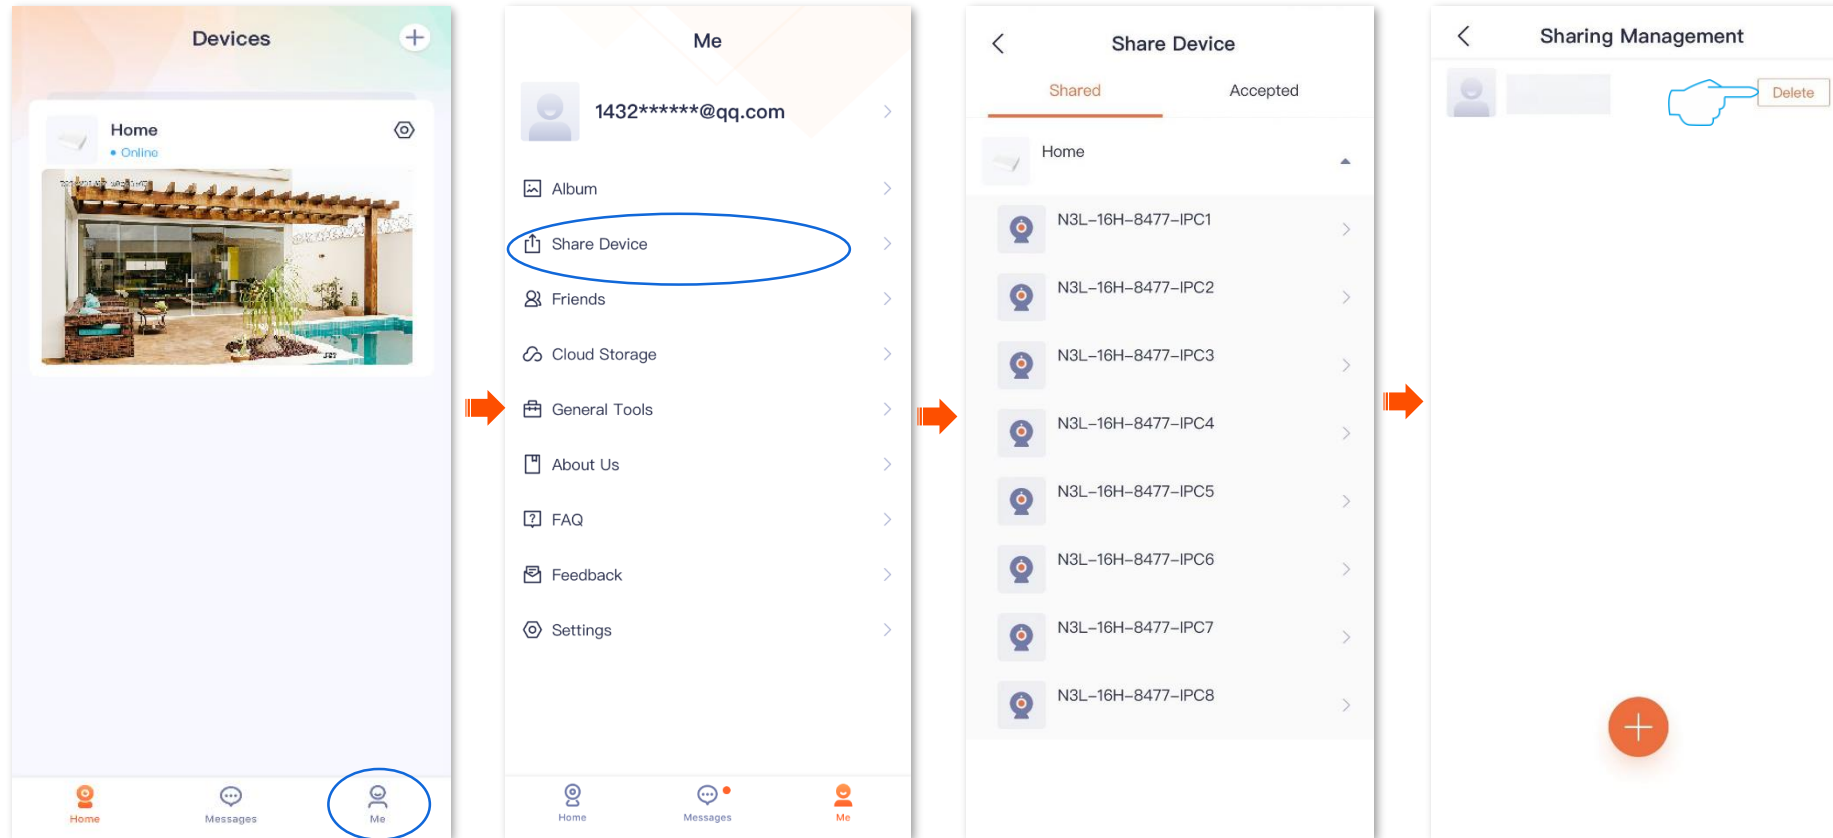 Devices
Home
Online
Home
Messages
Me
Me
1432******@qq.com
Album
Share Device
Friends
Cloud Storage
General Tools
About Us
FAQ
Feedback
Settings
Home
Messages
Me
Share Device
Shared
Accepted
Home
N3L-16H-8477-IPC1
N3L-16H-8477-IPC2
N3L-16H-8477-IPC3
N3L-16H-8477-IPC4
N3L-16H-8477-IPC5
N3L-16H-8477-IPC6
N3L-16H-8477-IPC7
N3L-16H-8477-IPC8
Sharing Management
Delete